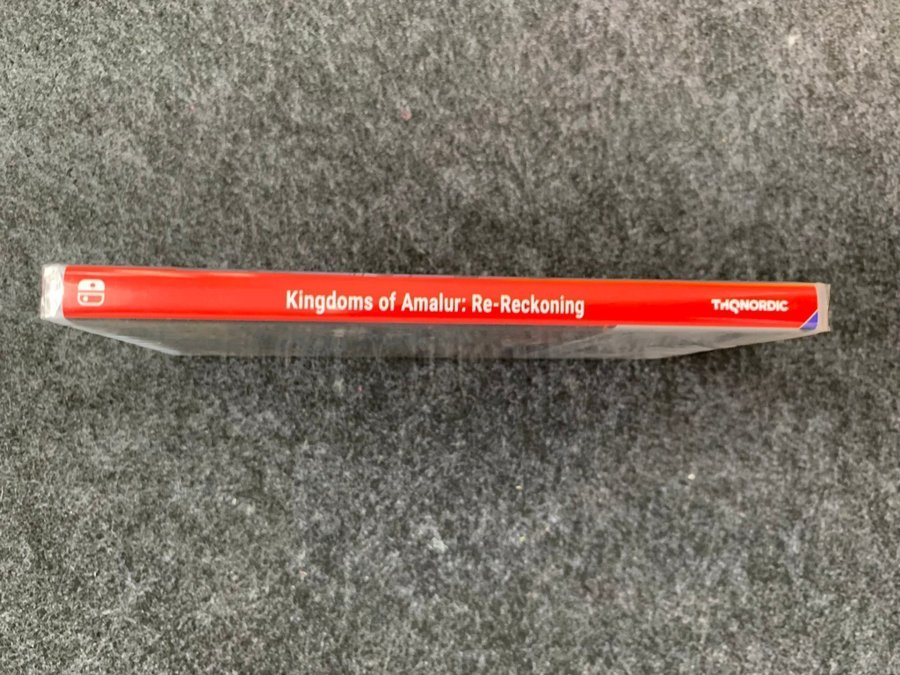 Kingdoms of Amalur: Re-Reckoning
THQNORDIC